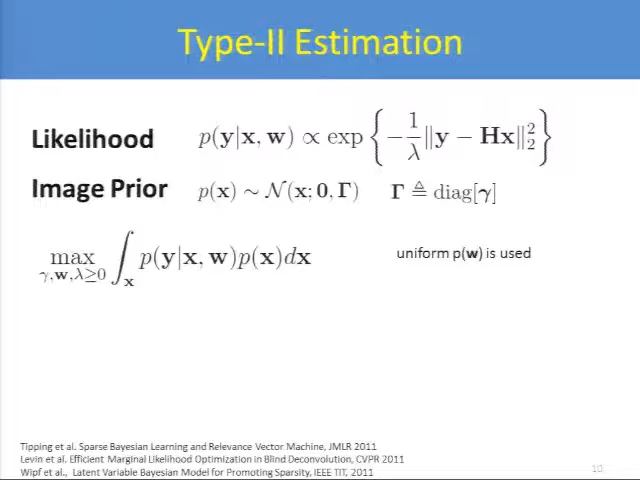 Type-II Estimation
Likelihood p(y|x, w) ∝ exp { −1/λ ‖y − Hx‖₂² }
Image Prior p(x) ∼ N(x; 0, Γ) Γ ≜ diag[γ]
max γ,w,λ≥0 ∫x p(y|x, w)p(x)dx uniform p(w) is used
Tipping et al. Sparse Bayesian Learning and Relevance Vector Machine, JMLR 2011
Levin et al. Efficient Marginal Likelihood Optimization in Blind Deconvolution, CVPR 2011
Wipf et al., Latent Variable Bayesian Model for Promoting Sparsity, IEEE TIT, 2011
10